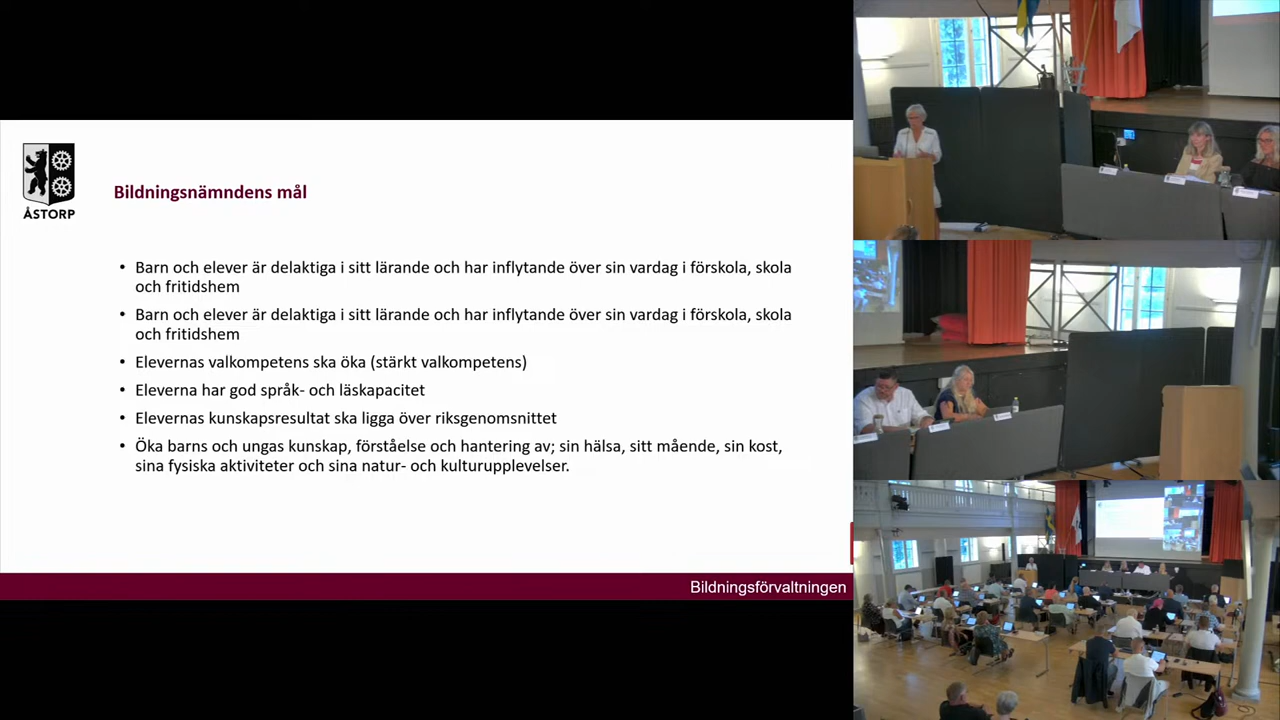 ÅSTORP
Bildningsnämndens mål
• Barn och elever är delaktiga i sitt lärande och har inflytande över sin vardag i förskola, skola
och fritidshem
• Barn och elever är delaktiga i sitt lärande och har inflytande över sin vardag i förskola, skola
och fritidshem
• Elevernas valkompetens ska öka (stärkt valkompetens)
• Eleverna har god språk- och läskapacitet
• Elevernas kunskapsresultat ska ligga över riksgenomsnittet
• Öka barns och ungas kunskap, förståelse och hantering av; sin hälsa, sitt mående, sin kost,
sina fysiska aktiviteter och sina natur- och kulturupplevelser.
Bildningsförvaltningen